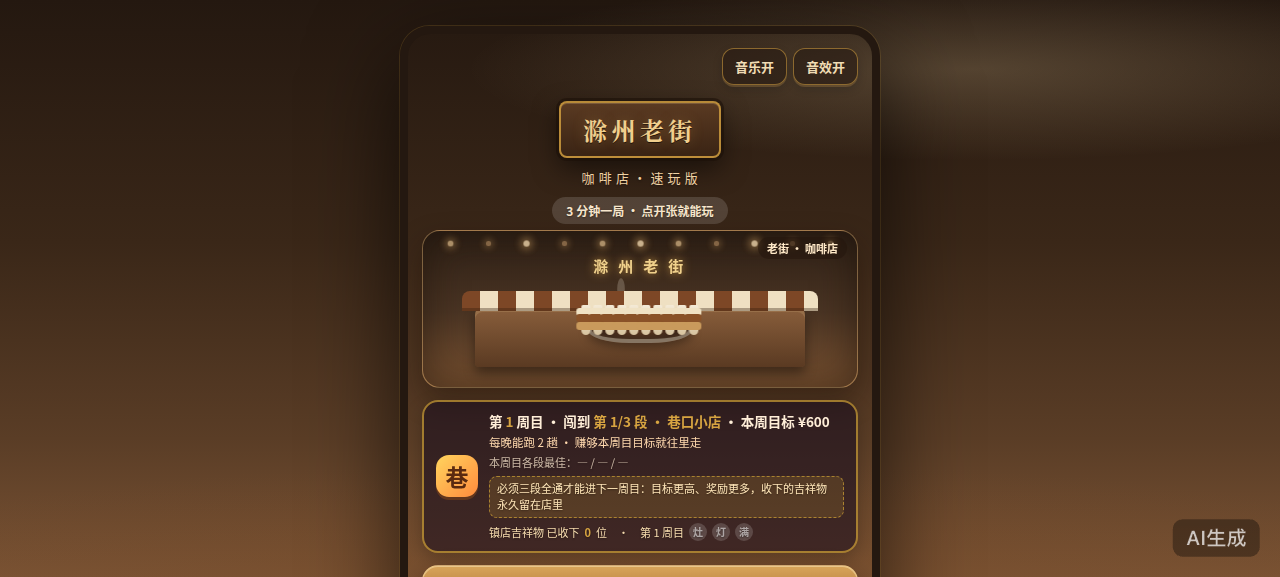 音乐开 音效开
滁州老街
咖啡店・速玩版
3 分钟一局 ・ 点开张就能玩
老街 ・ 咖啡店
滁州老街
第 1 周目 ・ 闯到 第 1/3 段 ・ 巷口小店 ・ 本周目目标 ¥600
每晚能跑 2 趟 ・ 赚够本周目目标就往里走
本周目各段最佳：— / — / —
巷
必须三段全通才能进下一周目：目标更高、奖励更多，收下的吉祥物
永久留在店里
镇店吉祥物 已收下 0 位 ・ 第 1 周目 灶 灯 满
AI生成